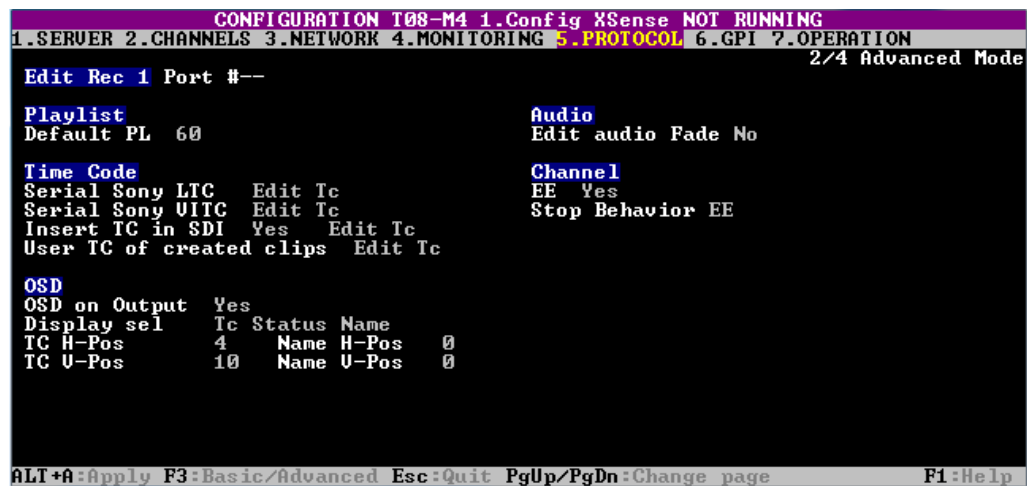 CONFIGURATION T08-M4 1.Config XSense NOT RUNNING
1.SERVER 2.CHANNELS 3.NETWORK 4.MONITORING 5.PROTOCOL 6.GPI 7.OPERATION
2/4 Advanced Mode
Edit Rec 1 Port #--
Playlist
Default PL 60
Audio
Edit audio Fade No
Time Code
Serial Sony LTC Edit Tc
Serial Sony VITC Edit Tc
Insert TC in SDI Yes Edit Tc
User TC of created clips Edit Tc
Channel
EE Yes
Stop Behavior EE
OSD
OSD on Output Yes
Display sel Tc Status Name
TC H-Pos 4 Name H-Pos 0
TC V-Pos 10 Name V-Pos 0
ALT+A:Apply F3:Basic/Advanced Esc:Quit PgUp/PgDn:Change page F1:Help